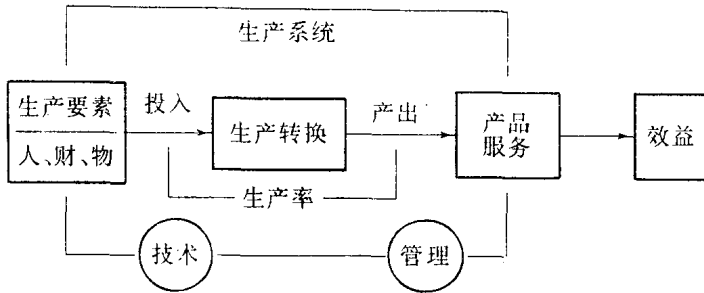 生产系统
生产要素
人、财、物
投入
生产转换
产出
产品
服务
效益
生产率
技术
管理